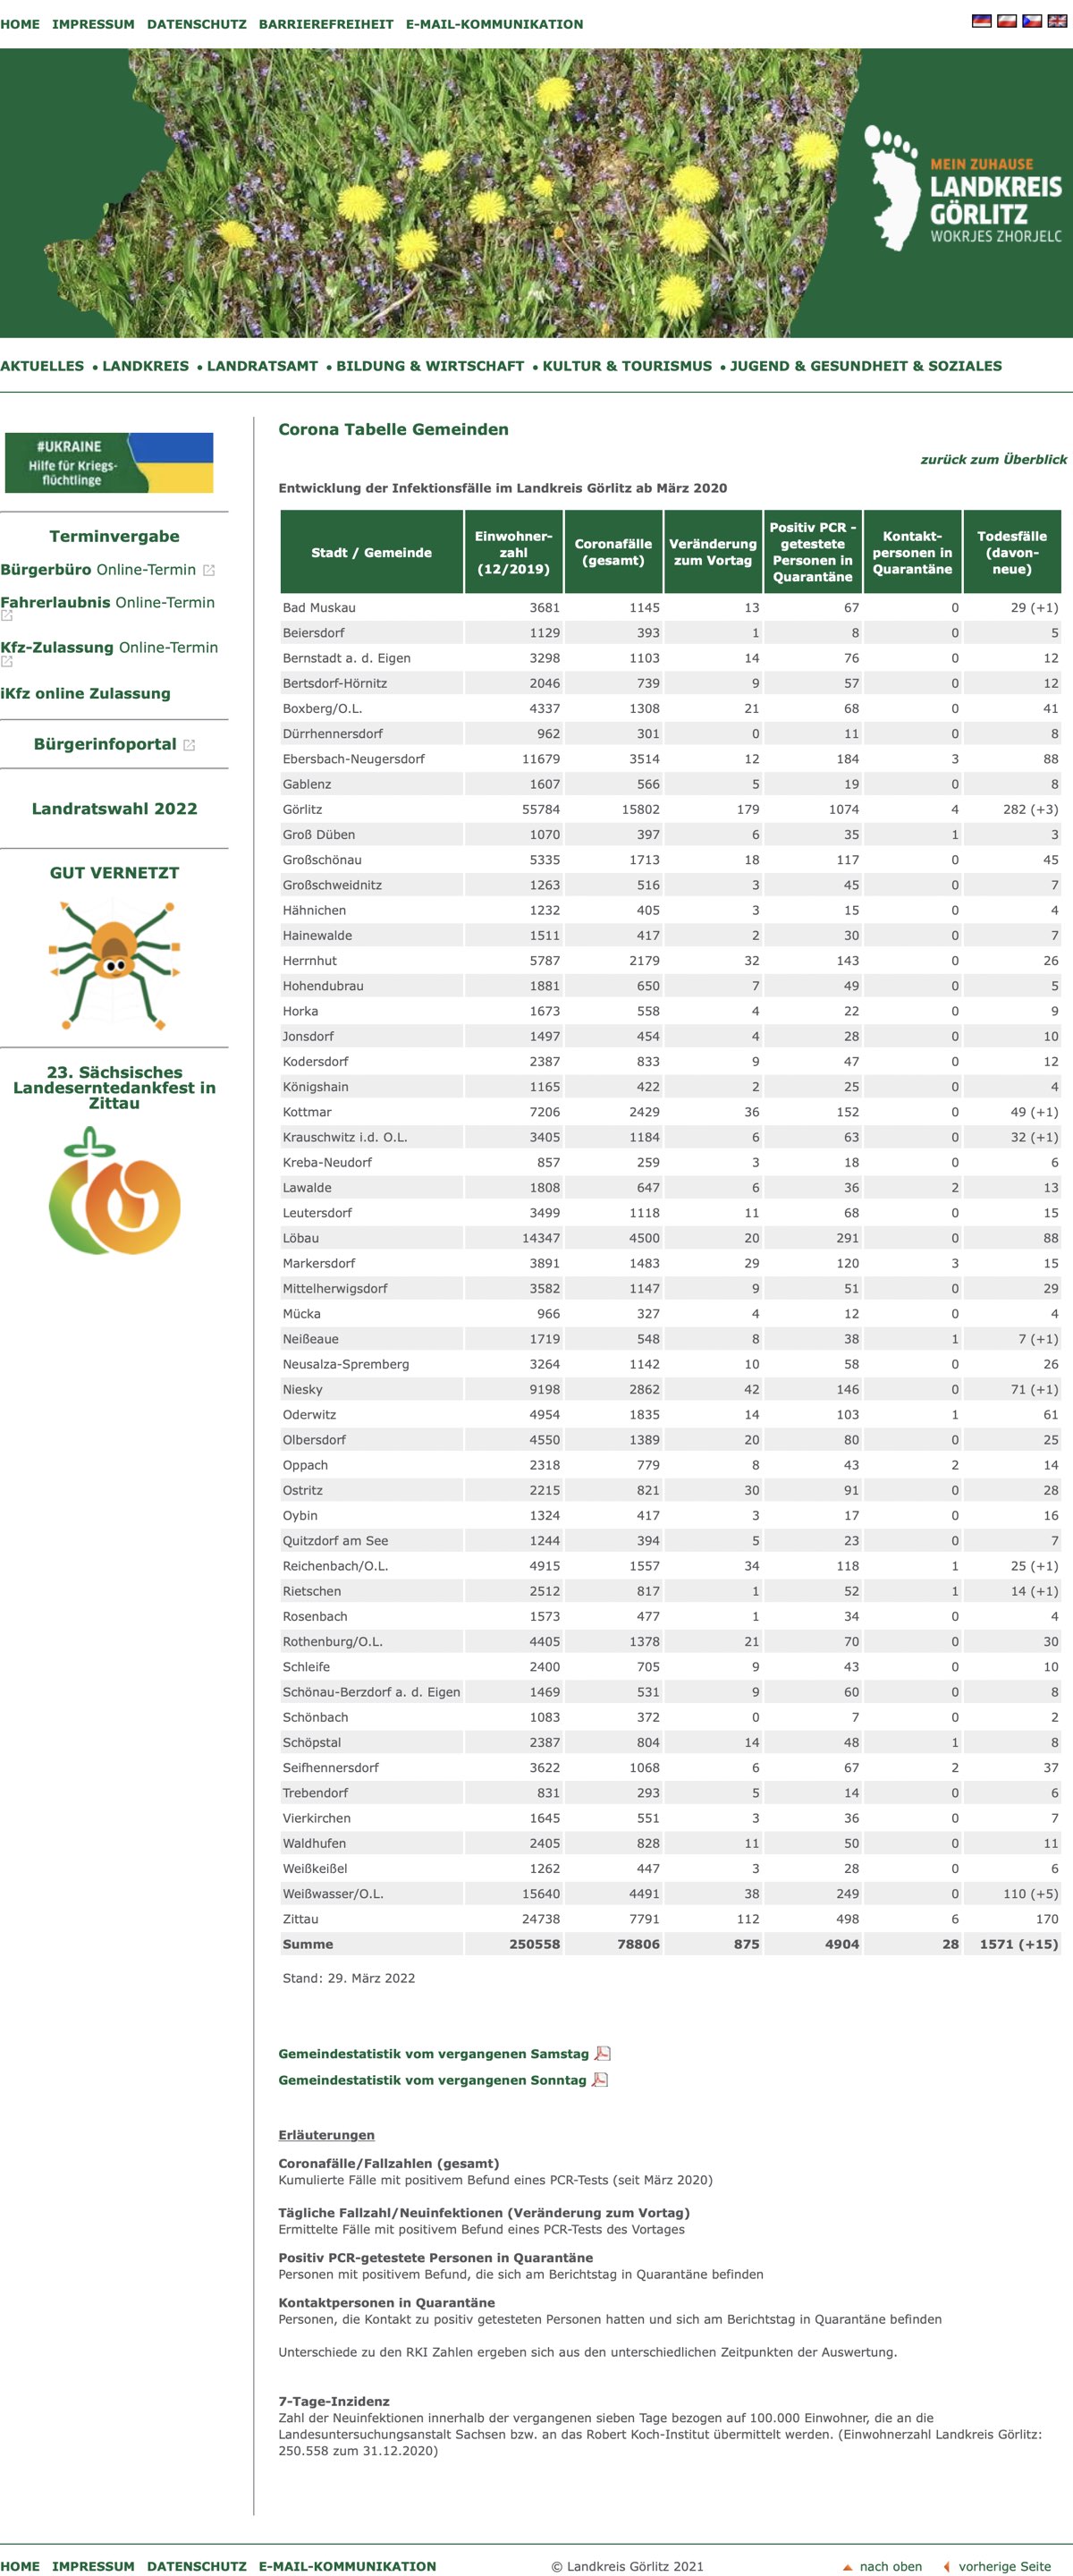 HOME IMPRESSUM DATENSCHUTZ BARRIEREFREIHEIT E-MAIL-KOMMUNIKATION
MEIN ZUHAUSE
LANDKREIS
GÖRLITZ
WOKRJES ZHORJELC
AKTUELLES • LANDKREIS • LANDRATSAMT • BILDUNG & WIRTSCHAFT • KULTUR & TOURISMUS • JUGEND & GESUNDHEIT & SOZIALES
#UKRAINE
Hilfe für Kriegs-
flüchtlinge
Terminvergabe
Bürgerbüro Online-Termin
Fahrerlaubnis Online-Termin
Kfz-Zulassung Online-Termin
iKfz online Zulassung
Bürgerinfoportal
Landratswahl 2022
GUT VERNETZT
23. Sächsisches
Landeserntedankfest in
Zittau
Corona Tabelle Gemeinden
zurück zum Überblick
Entwicklung der Infektionsfälle im Landkreis Görlitz ab März 2020
Stadt / Gemeinde
Einwohner-
zahl
(12/2019)
Coronafälle
(gesamt)
Veränderung
zum Vortag
Positiv PCR -
getestete
Personen in
Quarantäne
Kontakt-
personen in
Quarantäne
Todesfälle
(davon-
neue)
Bad Muskau 3681 1145 13 67 0 29 (+1)
Beiersdorf 1129 393 1 8 0 5
Bernstadt a. d. Eigen 3298 1103 14 76 0 12
Bertsdorf-Hörnitz 2046 739 9 57 0 12
Boxberg/O.L. 4337 1308 21 68 0 41
Dürrhennersdorf 962 301 0 11 0 8
Ebersbach-Neugersdorf 11679 3514 12 184 3 88
Gablenz 1607 566 5 19 0 8
Görlitz 55784 15802 179 1074 4 282 (+3)
Groß Düben 1070 397 6 35 1 3
Großschönau 5335 1713 18 117 0 45
Großschweidnitz 1263 516 3 45 0 7
Hähnichen 1232 405 3 15 0 4
Hainewalde 1511 417 2 30 0 7
Herrnhut 5787 2179 32 143 0 26
Hohendubrau 1881 650 7 49 0 5
Horka 1673 558 4 22 0 9
Jonsdorf 1497 454 4 28 0 10
Kodersdorf 2387 833 9 47 0 12
Königshain 1165 422 2 25 0 4
Kottmar 7206 2429 36 152 0 49 (+1)
Krauschwitz i.d. O.L. 3405 1184 6 63 0 32 (+1)
Kreba-Neudorf 857 259 3 18 0 6
Lawalde 1808 647 6 36 2 13
Leutersdorf 3499 1118 11 68 0 15
Löbau 14347 4500 20 291 0 88
Markersdorf 3891 1483 29 120 3 15
Mittelherwigsdorf 3582 1147 9 51 0 29
Mücka 966 327 4 12 0 4
Neißeaue 1719 548 8 38 1 7 (+1)
Neusalza-Spremberg 3264 1142 10 58 0 26
Niesky 9198 2862 42 146 0 71 (+1)
Oderwitz 4954 1835 14 103 1 61
Olbersdorf 4550 1389 20 80 0 25
Oppach 2318 779 8 43 2 14
Ostritz 2215 821 30 91 0 28
Oybin 1324 417 3 17 0 16
Quitzdorf am See 1244 394 5 23 0 7
Reichenbach/O.L. 4915 1557 34 118 1 25 (+1)
Rietschen 2512 817 1 52 1 14 (+1)
Rosenbach 1573 477 1 34 0 4
Rothenburg/O.L. 4405 1378 21 70 0 30
Schleife 2400 705 9 43 0 10
Schönau-Berzdorf a. d. Eigen 1469 531 9 60 0 8
Schönbach 1083 372 0 7 0 2
Schöpstal 2387 804 14 48 1 8
Seifhennersdorf 3622 1068 6 67 2 37
Trebendorf 831 293 5 14 0 6
Vierkirchen 1645 551 3 36 0 7
Waldhufen 2405 828 11 50 0 11
Weißkeißel 1262 447 3 28 0 6
Weißwasser/O.L. 15640 4491 38 249 0 110 (+5)
Zittau 24738 7791 112 498 6 170
Summe 250558 78806 875 4904 28 1571 (+15)
Stand: 29. März 2022
Gemeindestatistik vom vergangenen Samstag
Gemeindestatistik vom vergangenen Sonntag
Erläuterungen
Coronafälle/Fallzahlen (gesamt)
Kumulierte Fälle mit positivem Befund eines PCR-Tests (seit März 2020)
Tägliche Fallzahl/Neuinfektionen (Veränderung zum Vortag)
Ermittelte Fälle mit positivem Befund eines PCR-Tests des Vortages
Positiv PCR-getestete Personen in Quarantäne
Personen mit positivem Befund, die sich am Berichtstag in Quarantäne befinden
Kontaktpersonen in Quarantäne
Personen, die Kontakt zu positiv getesteten Personen hatten und sich am Berichtstag in Quarantäne befinden
Unterschiede zu den RKI Zahlen ergeben sich aus den unterschiedlichen Zeitpunkten der Auswertung.
7-Tage-Inzidenz
Zahl der Neuinfektionen innerhalb der vergangenen sieben Tage bezogen auf 100.000 Einwohner, die an die
Landesuntersuchungsanstalt Sachsen bzw. an das Robert Koch-Institut übermittelt werden. (Einwohnerzahl Landkreis Görlitz:
250.558 zum 31.12.2020)
HOME IMPRESSUM DATENSCHUTZ E-MAIL-KOMMUNIKATION © Landkreis Görlitz 2021 nach oben vorherige Seite